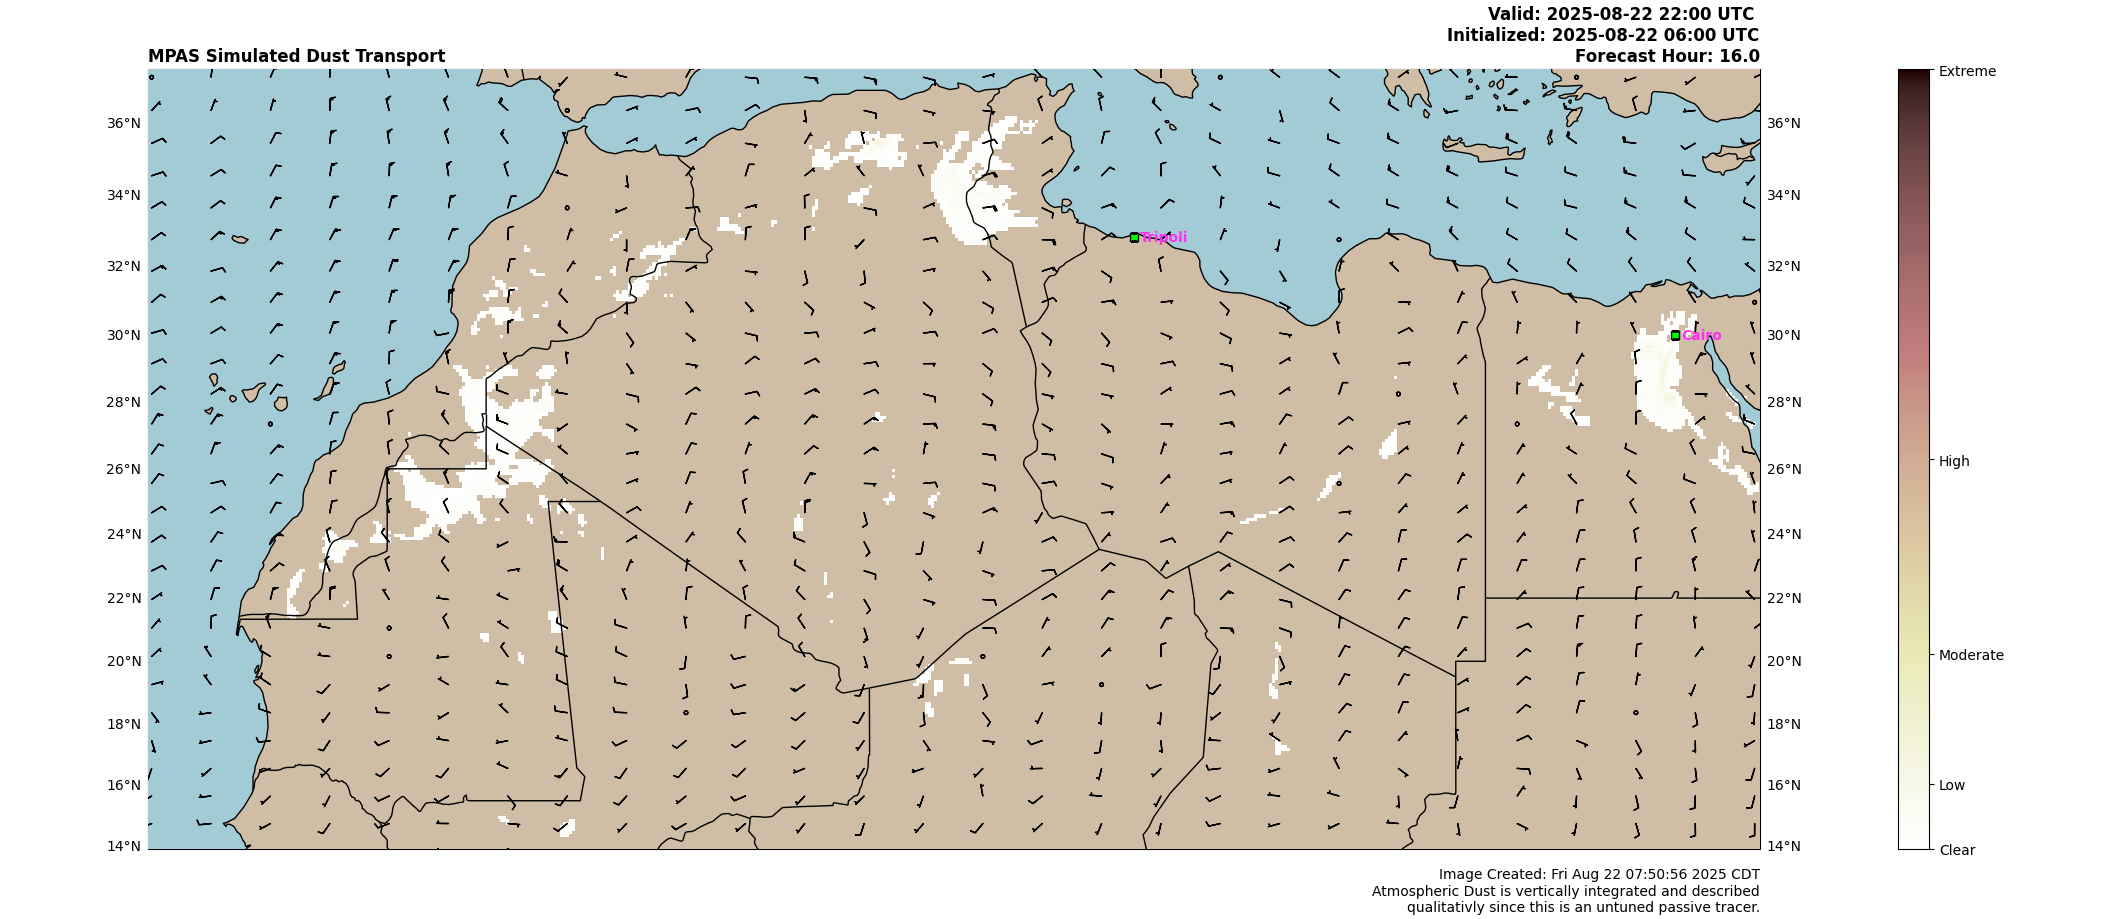 Valid: 2025-08-22 22:00 UTC
Initialized: 2025-08-22 06:00 UTC
MPAS Simulated Dust Transport
Forecast Hour: 16.0
Extreme
36°N
36°N
34°N
34°N
Tripoli
32°N
32°N
30°N
Cairo
30°N
28°N
28°N
26°N
26°N
High
24°N
24°N
22°N
22°N
20°N
20°N
Moderate
18°N
18°N
16°N
16°N
Low
14°N
14°N
Clear
Image Created: Fri Aug 22 07:50:56 2025 CDT
Atmospheric Dust is vertically integrated and described
qualitativly since this is an untuned passive tracer.